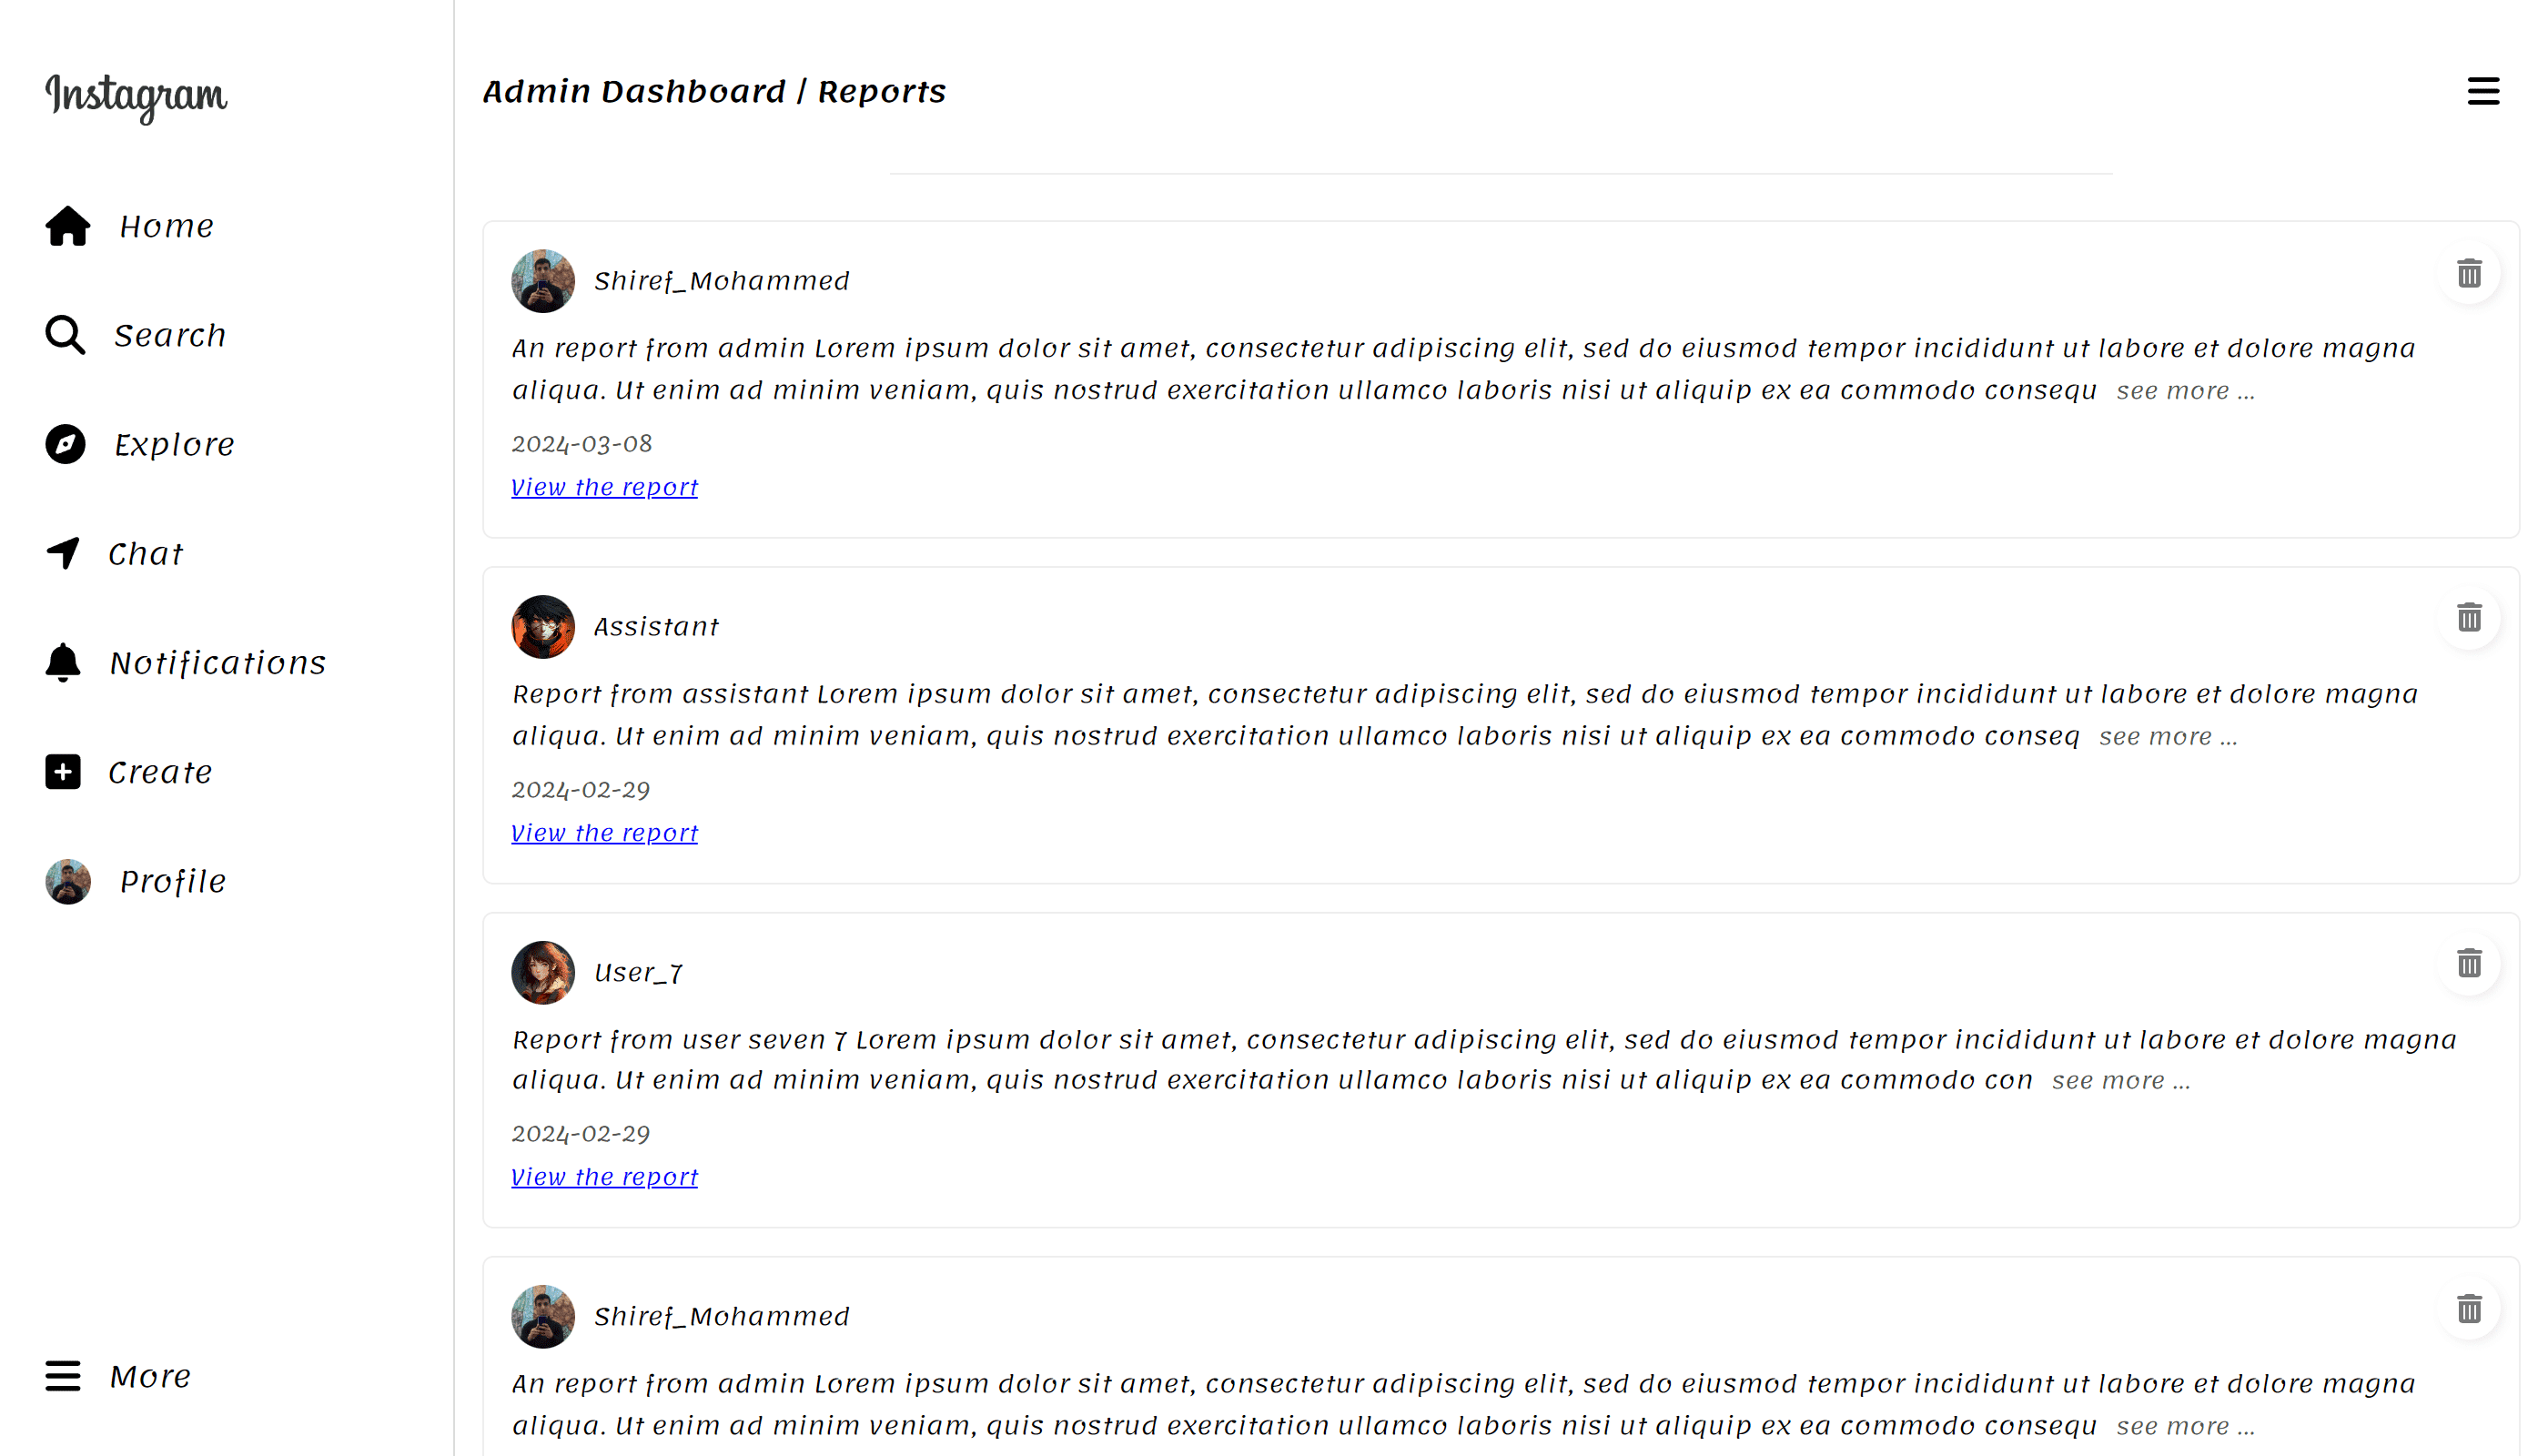 Instagram
Home
Search
Explore
Chat
Notifications
Create
Profile
More
Admin Dashboard / Reports
Shiref_Mohammed
An report from admin Lorem ipsum dolor sit amet, consectetur adipiscing elit, sed do eiusmod tempor incididunt ut labore et dolore magna
aliqua. Ut enim ad minim veniam, quis nostrud exercitation ullamco laboris nisi ut aliquip ex ea commodo consequ see more ...
2024-03-08
View the report
Assistant
Report from assistant Lorem ipsum dolor sit amet, consectetur adipiscing elit, sed do eiusmod tempor incididunt ut labore et dolore magna
aliqua. Ut enim ad minim veniam, quis nostrud exercitation ullamco laboris nisi ut aliquip ex ea commodo conseq see more ...
2024-02-29
View the report
User_7
Report from user seven 7 Lorem ipsum dolor sit amet, consectetur adipiscing elit, sed do eiusmod tempor incididunt ut labore et dolore magna
aliqua. Ut enim ad minim veniam, quis nostrud exercitation ullamco laboris nisi ut aliquip ex ea commodo con see more ...
2024-02-29
View the report
Shiref_Mohammed
An report from admin Lorem ipsum dolor sit amet, consectetur adipiscing elit, sed do eiusmod tempor incididunt ut labore et dolore magna
aliqua. Ut enim ad minim veniam, quis nostrud exercitation ullamco laboris nisi ut aliquip ex ea commodo consequ see more ...